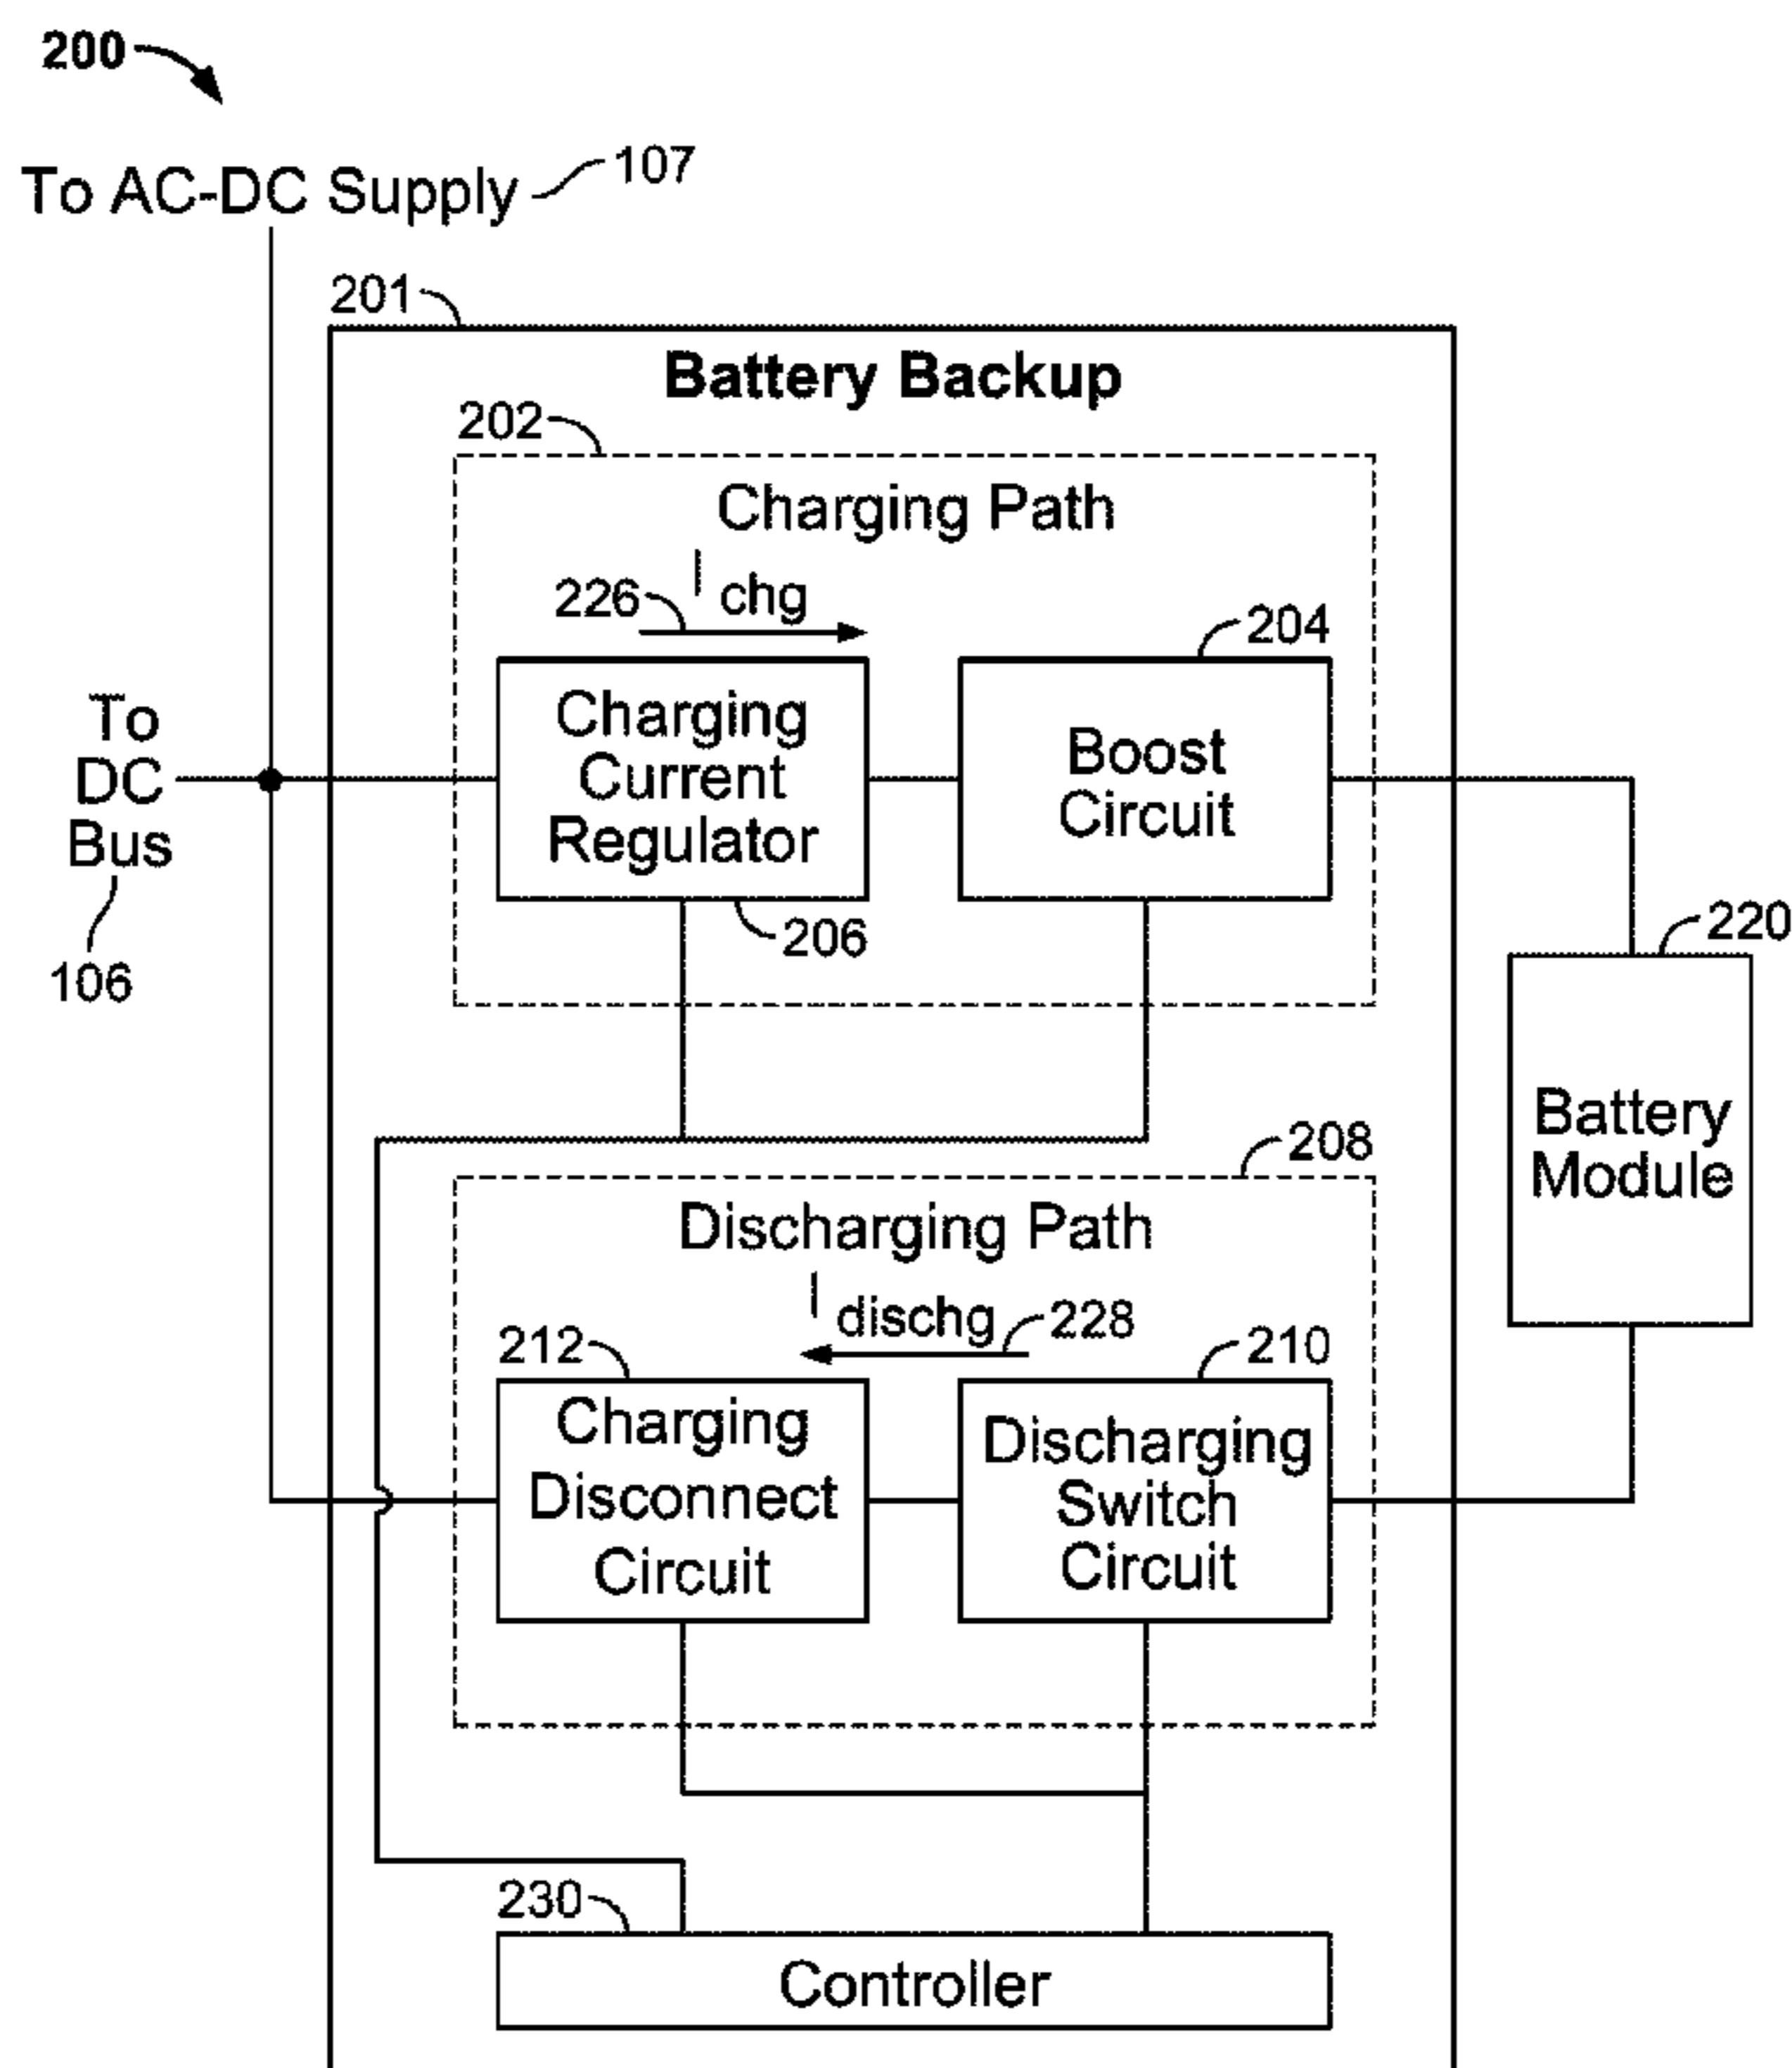 200
To AC-DC Supply 107
201
Battery Backup
202
Charging Path
I chg
226
204
To
DC
Bus
106
Charging
Current
Regulator
206
Boost
Circuit
220
Battery
Module
208
Discharging Path
I dischg
228
212
210
Charging
Disconnect
Circuit
Discharging
Switch
Circuit
230
Controller